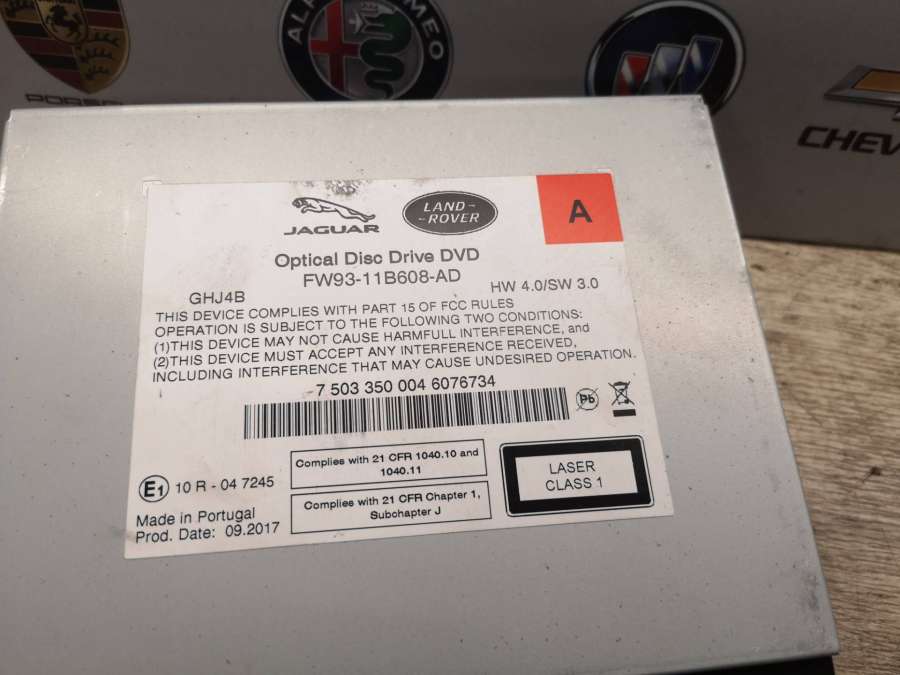 PORS
ALFA ROMEO
CHEV
JAGUAR
LAND-
-ROVER
A
Optical Disc Drive DVD
FW93-11B608-AD
GHJ4B
HW 4.0/SW 3.0
THIS DEVICE COMPLIES WITH PART 15 OF FCC RULES
OPERATION IS SUBJECT TO THE FOLLOWING TWO CONDITIONS:
(1)THIS DEVICE MAY NOT CAUSE HARMFULL INTERFERENCE, and
(2)THIS DEVICE MUST ACCEPT ANY INTERFERENCE RECEIVED,
INCLUDING INTERFERENCE THAT MAY CAUSE UNDESIRED OPERATION.
7 503 350 004 6076734
Pb
Complies with 21 CFR 1040.10 and
1040.11
LASER
CLASS 1
E1 10 R - 04 7245
Complies with 21 CFR Chapter 1,
Subchapter J
Made in Portugal
Prod. Date: 09.2017